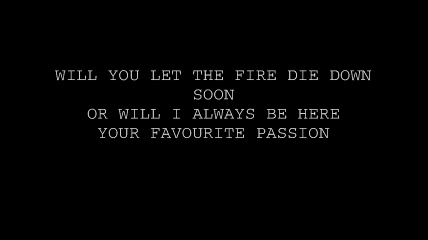 WILL YOU LET THE FIRE DIE DOWN
SOON
OR WILL I ALWAYS BE HERE
YOUR FAVOURITE PASSION